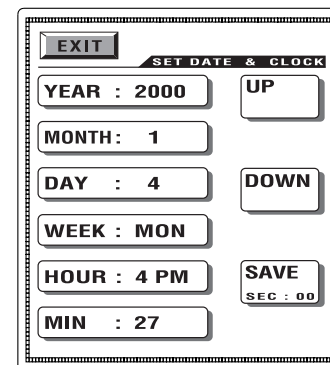 EXIT
SET DATE & CLOCK
YEAR : 2000
UP
MONTH : 1
DAY : 4
DOWN
WEEK : MON
HOUR : 4 PM
SAVE
SEC : 00
MIN : 27